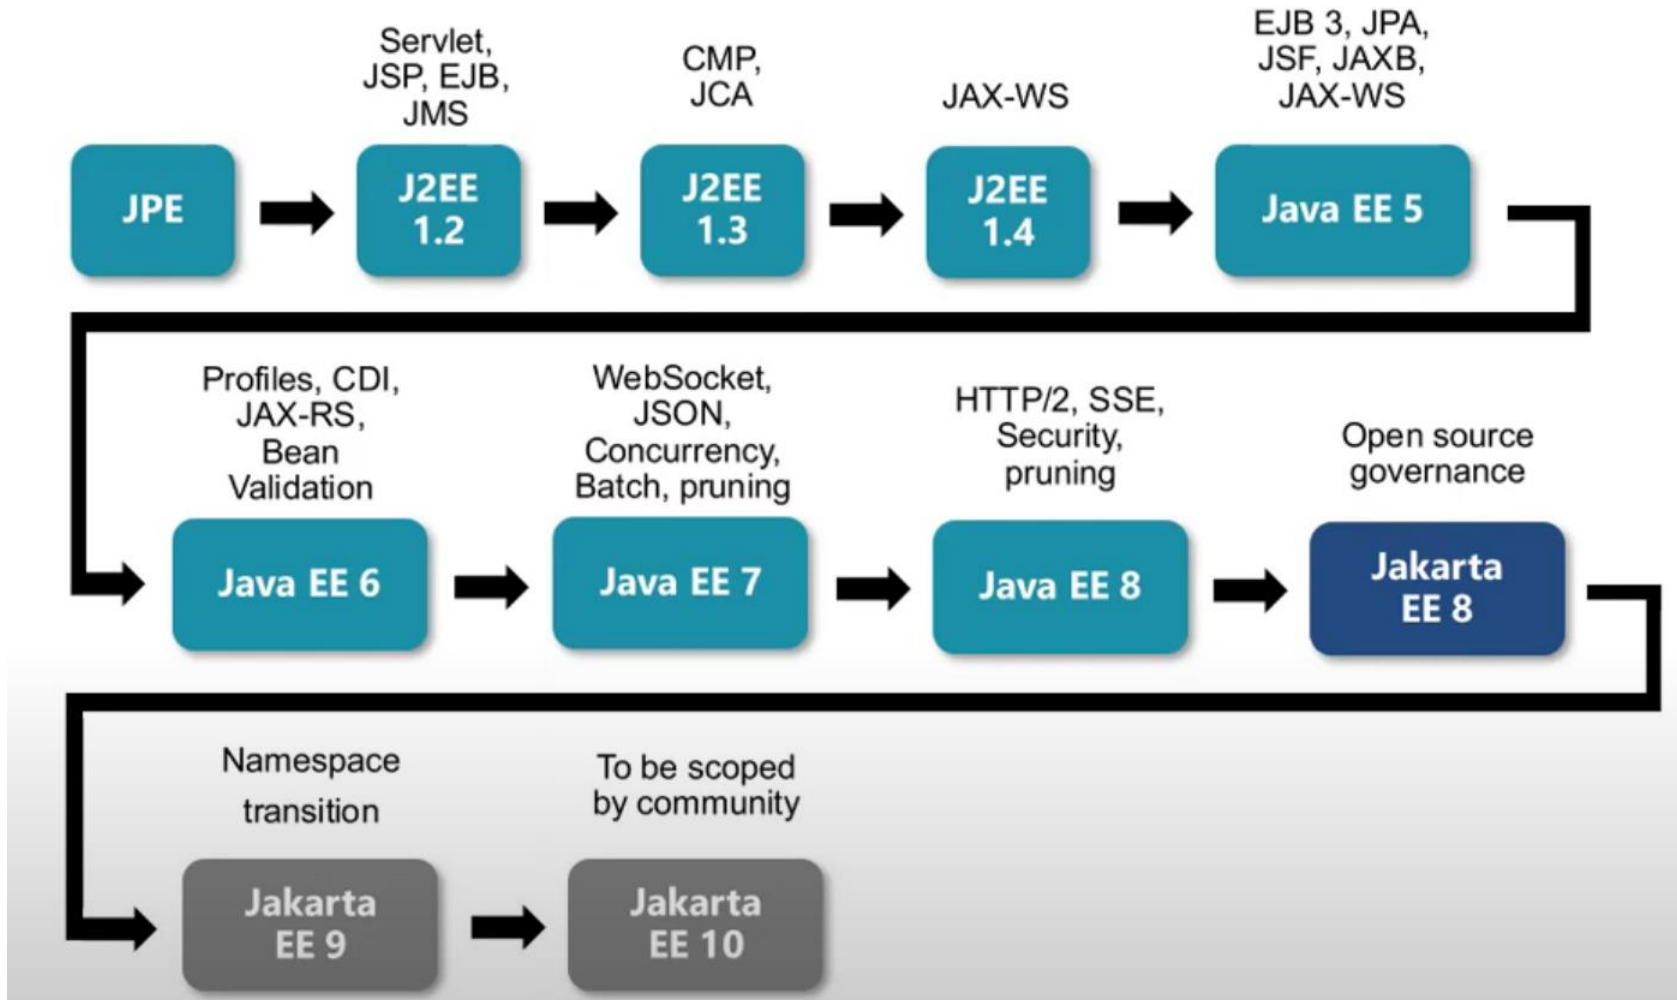 Servlet,
JSP, EJB,
JMS
CMP,
JCA
JAX-WS
EJB 3, JPA,
JSF, JAXB,
JAX-WS
JPE
J2EE
1.2
J2EE
1.3
J2EE
1.4
Java EE 5
Profiles, CDI,
JAX-RS,
Bean
Validation
WebSocket,
JSON,
Concurrency,
Batch, pruning
HTTP/2, SSE,
Security,
pruning
Open source
governance
Java EE 6
Java EE 7
Java EE 8
Jakarta
EE 8
Namespace
transition
To be scoped
by community
Jakarta
EE 9
Jakarta
EE 10